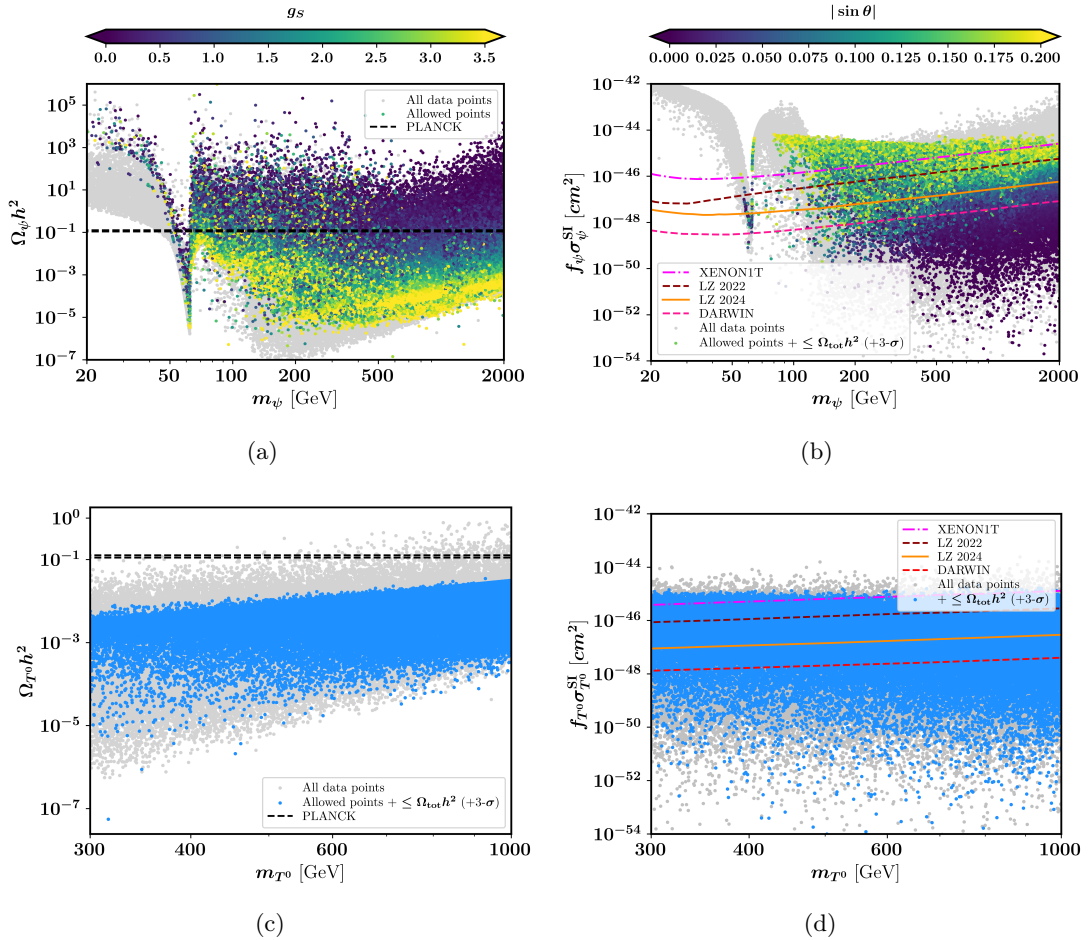 g_S
0.0 0.5 1.0 1.5 2.0 2.5 3.0 3.5
10^5
10^3
10^1
10^−1
10^−3
10^−5
10^−7
Ω_ψ h^2
All data points
Allowed points
PLANCK
20 50 100 200 500 2000
m_ψ [GeV]
(a)
| sin θ|
0.000 0.025 0.050 0.075 0.100 0.125 0.150 0.175 0.200
10^−42
10^−44
10^−46
10^−48
10^−50
10^−52
10^−54
f_ψ σ_ψ^SI [cm^2]
XENON1T
LZ 2022
LZ 2024
DARWIN
All data points
Allowed points + ≤ Ω_tot h^2 (+3-σ)
20 50 100 200 500 2000
m_ψ [GeV]
(b)
10^0
10^−1
10^−3
10^−5
10^−7
Ω_T^0 h^2
All data points
Allowed points + ≤ Ω_tot h^2 (+3-σ)
PLANCK
300 400 600 1000
m_T^0 [GeV]
(c)
10^−42
10^−44
10^−46
10^−48
10^−50
10^−52
10^−54
f_T^0 σ_T^0^SI [cm^2]
XENON1T
LZ 2022
LZ 2024
DARWIN
All data points
+ ≤ Ω_tot h^2 (+3-σ)
300 400 600 1000
m_T^0 [GeV]
(d)